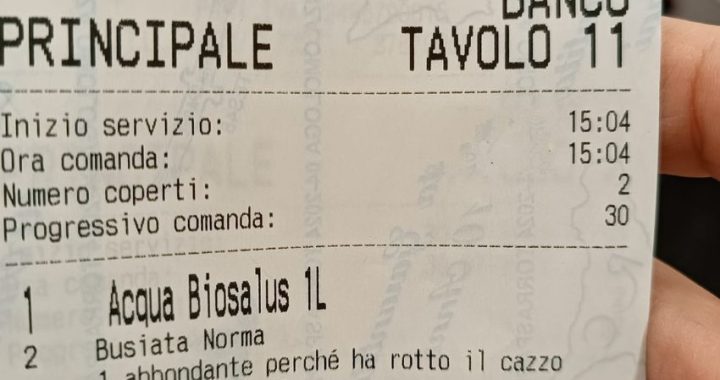 BANCO
PRINCIPALE TAVOLO 11
Inizio servizio: 15:04
Ora comanda: 15:04
Numero coperti: 2
Progressivo comanda: 30
1 Acqua Biosalus 1L
2 Busiata Norma
1 abbondante perché ha rotto il cazzo